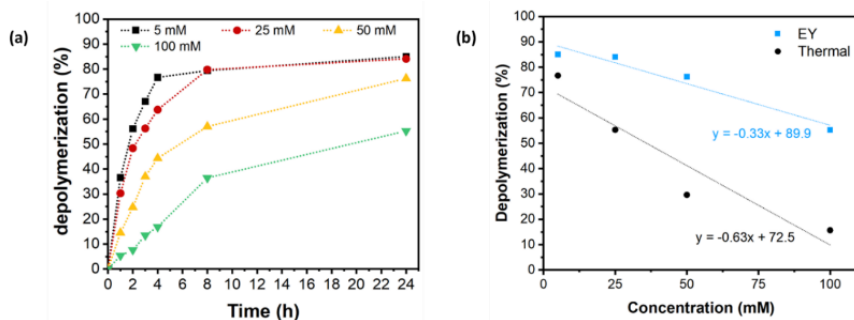 (a)
5 mM 25 mM 50 mM
100 mM
depolymerization (%)
100
90
80
70
60
50
40
30
20
10
0
0 2 4 6 8 10 12 14 16 18 20 22 24
Time (h)
(b)
EY
Thermal
Depolymerization (%)
100
90
80
70
60
50
40
30
20
10
0
y = -0.33x + 89.9
y = -0.63x + 72.5
0 25 50 75 100
Concentration (mM)